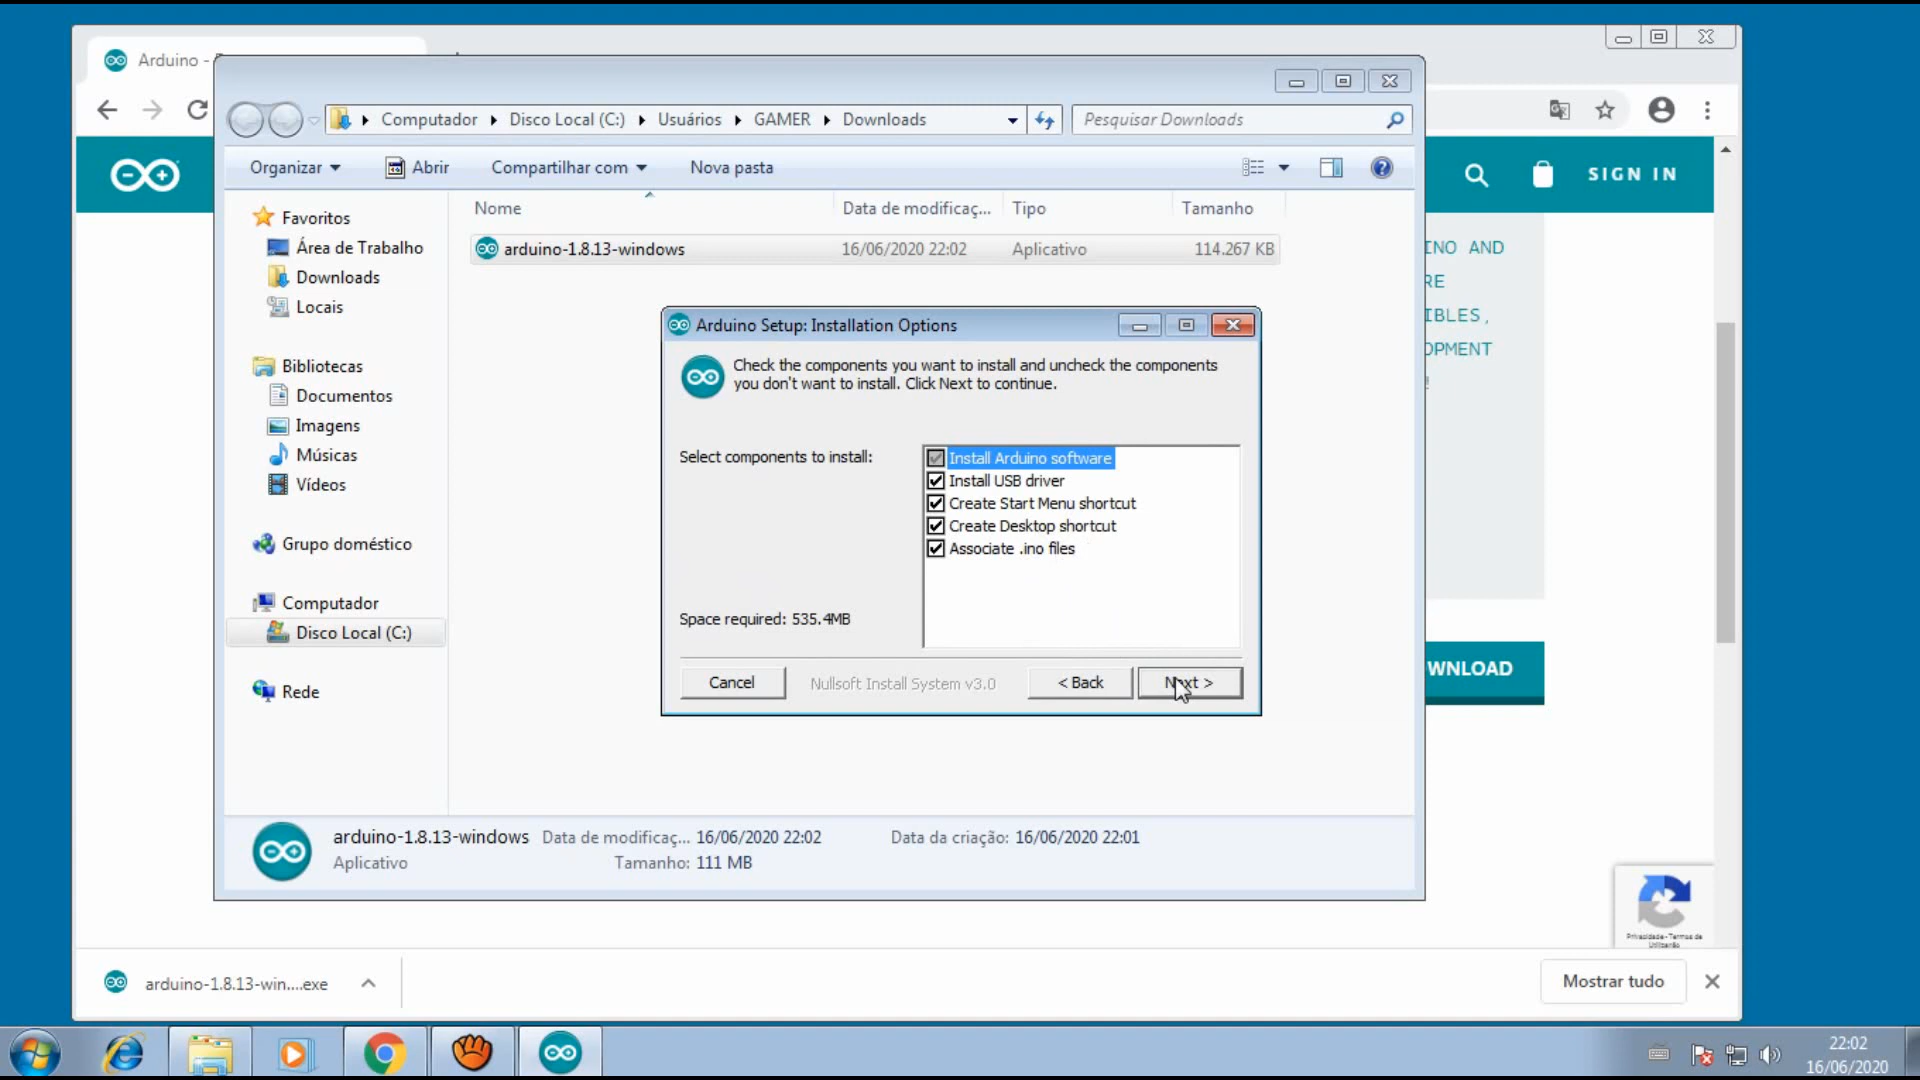 Arduino -
Computador
Disco Local (C:)
Usuários
GAMER
Downloads
Pesquisar Downloads
Organizar
Abrir
Compartilhar com
Nova pasta
SIGN IN
Nome
Data de modificaç...
Tipo
Tamanho
arduino-1.8.13-windows
16/06/2020 22:02
Aplicativo
114.267 KB
Favoritos
Área de Trabalho
Downloads
Locais
Bibliotecas
Documentos
Imagens
Músicas
Vídeos
Grupo doméstico
Computador
Disco Local (C:)
Rede
INO AND
RE
IBLES,
OPMENT
!
Arduino Setup: Installation Options
Check the components you want to install and uncheck the components
you don't want to install. Click Next to continue.
Select components to install:
Install Arduino software
Install USB driver
Create Start Menu shortcut
Create Desktop shortcut
Associate .ino files
Space required: 535.4MB
Cancel
Nullsoft Install System v3.0
< Back
Next >
WNLOAD
arduino-1.8.13-windows
Data de modificaç... 16/06/2020 22:02
Data da criação: 16/06/2020 22:01
Aplicativo
Tamanho: 111 MB
Privacidade - Termos de
Utilização
arduino-1.8.13-win....exe
Mostrar tudo
22:02
16/06/2020